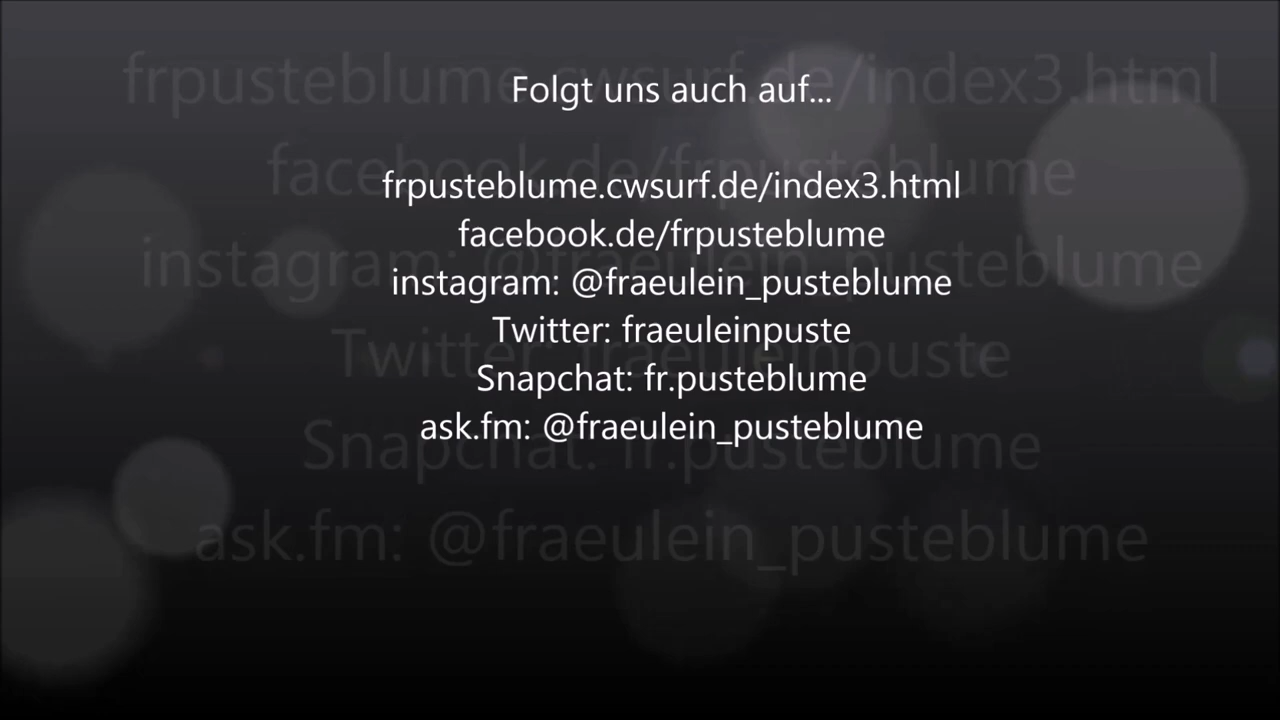 Folgt uns auch auf...
frpusteblume.cwsurf.de/index3.html
facebook.de/frpusteblume
instagram: @fraeulein_pusteblume
Twitter: fraeuleinpuste
Snapchat: fr.pusteblume
ask.fm: @fraeulein_pusteblume